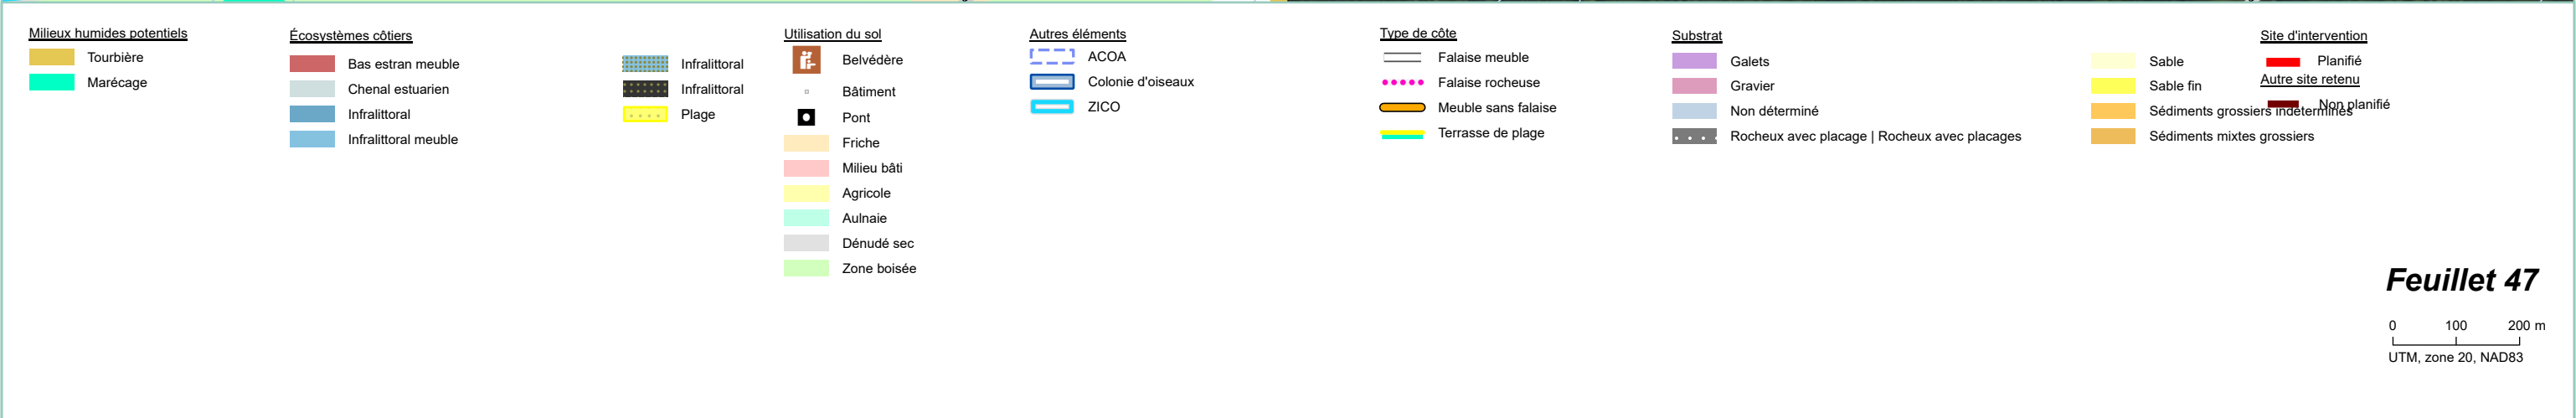 Milieux humides potentiels
Tourbière
Marécage
Écosystèmes côtiers
Bas estran meuble
Chenal estuarien
Infralittoral
Infralittoral meuble
Infralittoral
Infralittoral
Plage
Utilisation du sol
Belvédère
Bâtiment
Pont
Friche
Milieu bâti
Agricole
Aulnaie
Dénudé sec
Zone boisée
Autres éléments
ACOA
Colonie d'oiseaux
ZICO
Type de côte
Falaise meuble
Falaise rocheuse
Meuble sans falaise
Terrasse de plage
Substrat
Galets
Gravier
Non déterminé
Rocheux avec placage | Rocheux avec placages
Sable
Sable fin
Sédiments grossiers indéterminés
Sédiments mixtes grossiers
Site d'intervention
Planifié
Autre site retenu
Non planifié
Feuillet 47
0 100 200 m
UTM, zone 20, NAD83